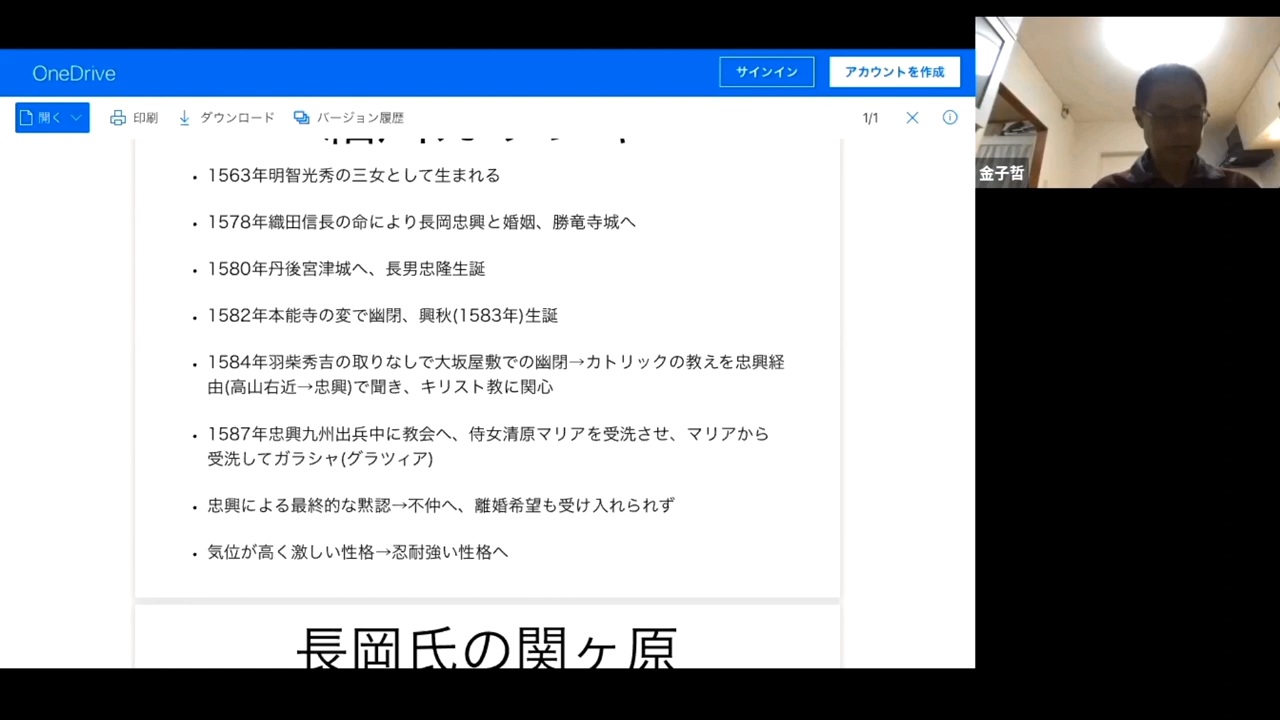 OneDrive
サインイン
アカウントを作成
開く
印刷
ダウンロード
バージョン履歴
1/1
・1563年明智光秀の三女として生まれる
・1578年織田信長の命により長岡忠興と婚姻、勝竜寺城へ
・1580年丹後宮津城へ、長男忠隆生誕
・1582年本能寺の変で幽閉、興秋(1583年)生誕
・1584年羽柴秀吉の取りなしで大坂屋敷での幽閉→カトリックの教えを忠興経
由(高山右近→忠興)で聞き、キリスト教に関心
・1587年忠興九州出兵中に教会へ、侍女清原マリアを受洗させ、マリアから
受洗してガラシャ(グラツィア)
・忠興による最終的な黙認→不仲へ、離婚希望も受け入れられず
・気位が高く激しい性格→忍耐強い性格へ
長岡氏の関ヶ原
金子哲